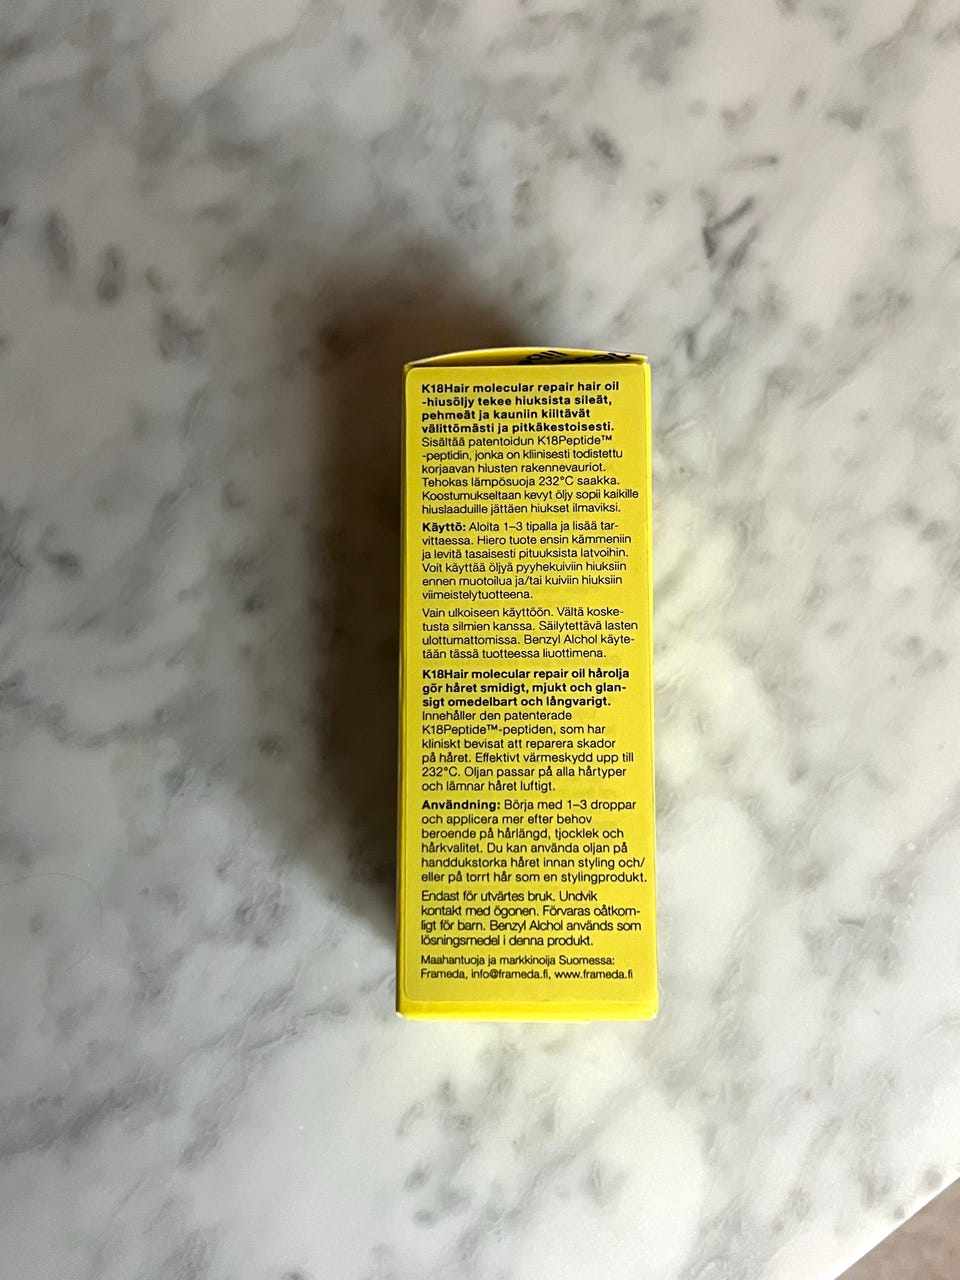 K18Hair molecular repair hair oil
-hiusöljy tekee hiuksista sileät,
pehmeät ja kauniin kiiltävät
välittömästi ja pitkäkestoisesti.
Sisältää patentoidun K18Peptide™
-peptidin, jonka on kliinisesti todistettu
korjaavan hiusten rakennevauriot.
Tehokas lämpösuoja 232°C saakka.
Koostumukseltaan kevyt öljy sopii kaikille
hiuslaaduille jättäen hiukset ilmaviksi.
Käyttö: Aloita 1–3 tipalla ja lisää tar-
vittaessa. Hiero tuote ensin kämmeniin
ja levitä tasaisesti pituuksista latvoihin.
Voit käyttää öljyä pyyhekuiviin hiuksiin
ennen muotoilua ja/tai kuiviin hiuksiin
viimeistelytuotteena.
Vain ulkoiseen käyttöön. Vältä koske-
tusta silmien kanssa. Säilytettävä lasten
ulottumattomissa. Benzyl Alchol käyte-
tään tässä tuotteessa liuottimena.
K18Hair molecular repair oil hårolja
gör håret smidigt, mjukt och glan-
sigt omedelbart och långvarigt.
Innehåller den patenterade
K18Peptide™-peptiden, som har
kliniskt bevisat att reparera skador
på håret. Effektivt värmeskydd upp till
232°C. Oljan passar på alla hårtyper
och lämnar håret luftigt.
Användning: Börja med 1–3 droppar
och applicera mer efter behov
beroende på hårlängd, tjocklek och
hårkvalitet. Du kan använda oljan på
handdukstorka håret innan styling och/
eller på torrt hår som en stylingprodukt.
Endast för utvärtes bruk. Undvik
kontakt med ögonen. Förvaras oåtkom-
ligt för barn. Benzyl Alchol används som
lösningsmedel i denna produkt.
Maahantuoja ja markkinoija Suomessa:
Frameda, info@frameda.fi, www.frameda.fi